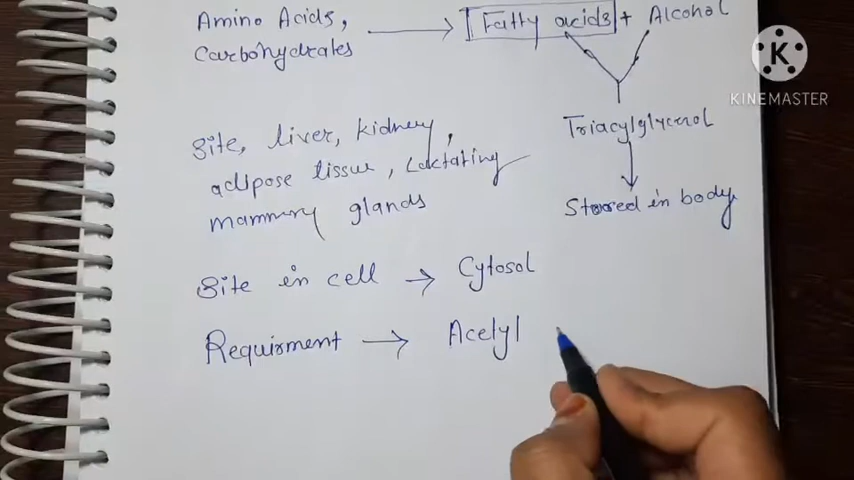 Amino Acids,
Carbohydrates
Fatty acids + Alcohol
Triacylglycerol
Stored in body
Site, liver, kidney,
adipose tissue, Lactating
mammary glands
Site in cell → Cytosol
Requirment → Acetyl
K
KINEMASTER